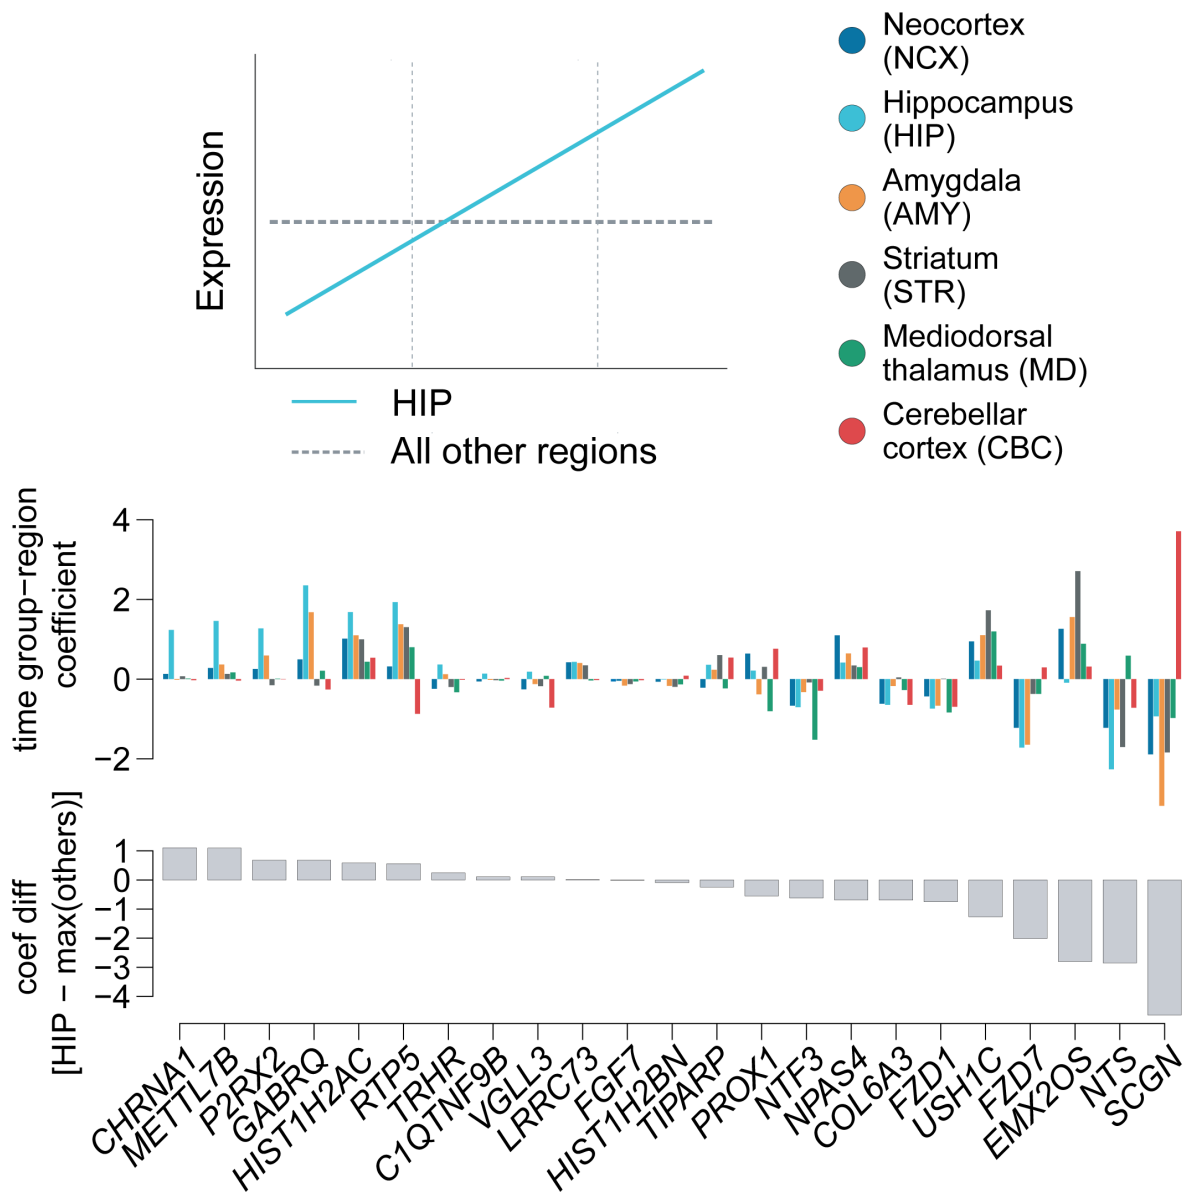 Neocortex
(NCX)
Hippocampus
(HIP)
Amygdala
(AMY)
Striatum
(STR)
Mediodorsal
thalamus (MD)
Cerebellar
cortex (CBC)
Expression
HIP
All other regions
time group−region
coefficient
4
2
0
−2
coef diff
[HIP − max(others)]
1
0
−1
−2
−3
−4
CHRNA1
METTL7B
P2RX2
GABRQ
HIST1H2AC
RTP5
TRHR
C1QTNF9B
VGLL3
LRRC73
FGF7
HIST1H2BN
TIPARP
PROX1
NTF3
NPAS4
COL6A3
FZD1
USH1C
FZD7
EMX2OS
NTS
SCGN